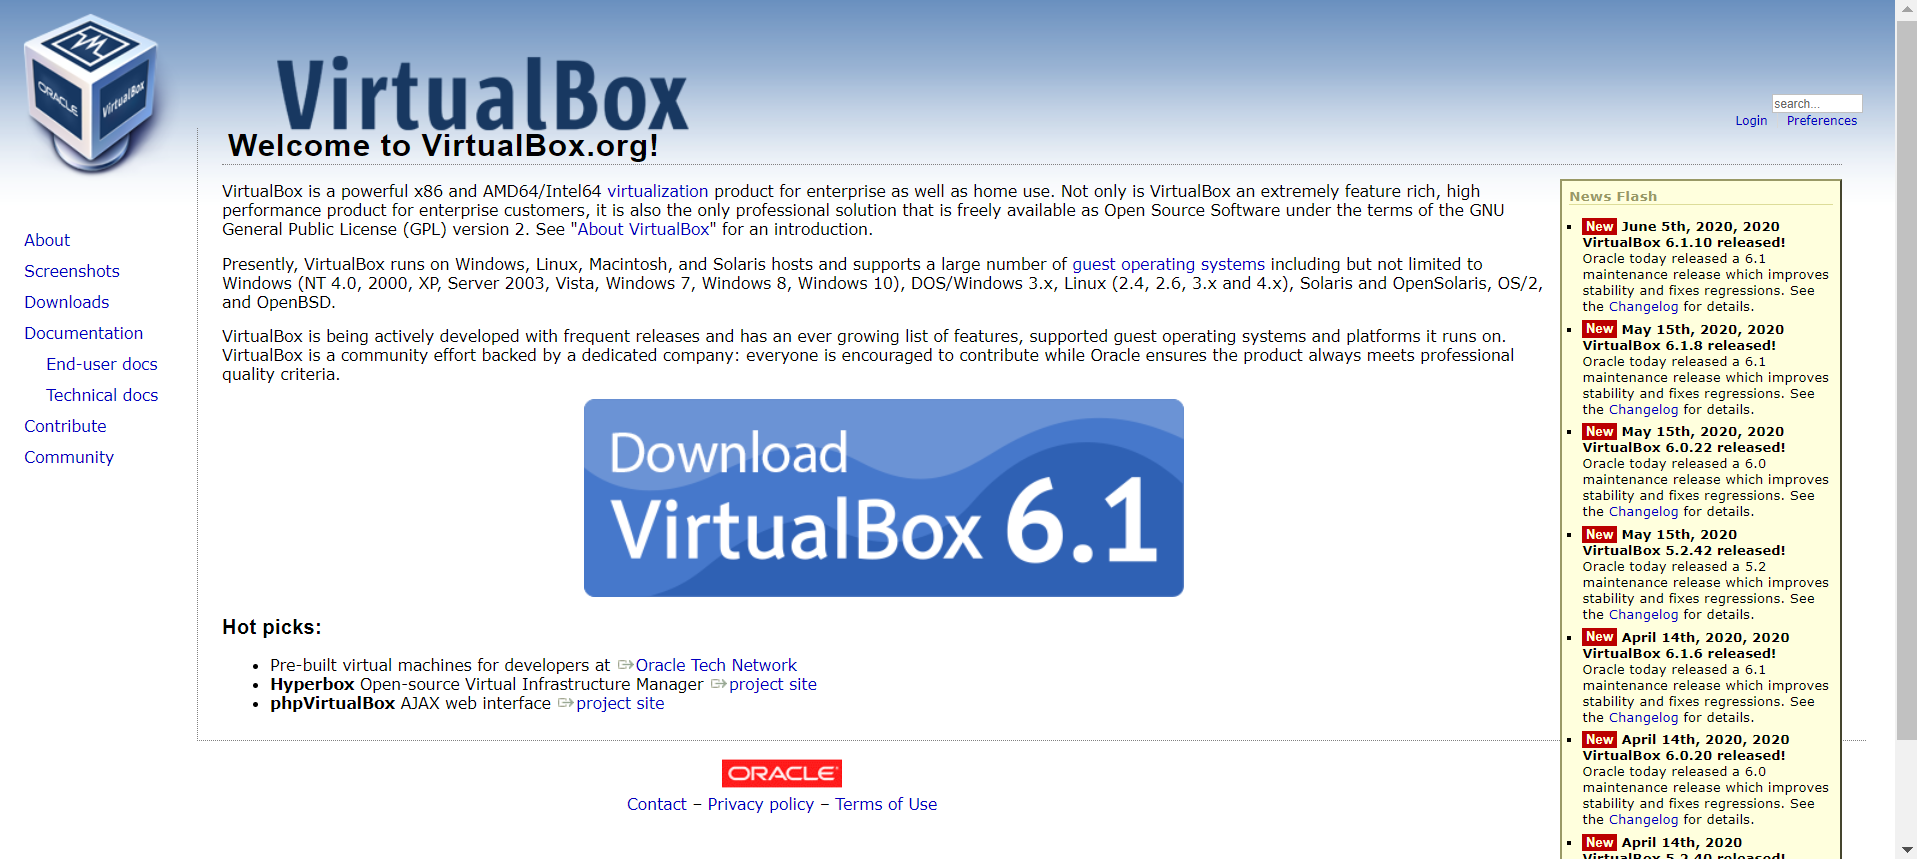 ORACLE
VirtualBox
VirtualBox
search...
Login Preferences
Welcome to VirtualBox.org!
About
Screenshots
Downloads
Documentation
End-user docs
Technical docs
Contribute
Community
VirtualBox is a powerful x86 and AMD64/Intel64 virtualization product for enterprise as well as home use. Not only is VirtualBox an extremely feature rich, high
performance product for enterprise customers, it is also the only professional solution that is freely available as Open Source Software under the terms of the GNU
General Public License (GPL) version 2. See "About VirtualBox" for an introduction.
Presently, VirtualBox runs on Windows, Linux, Macintosh, and Solaris hosts and supports a large number of guest operating systems including but not limited to
Windows (NT 4.0, 2000, XP, Server 2003, Vista, Windows 7, Windows 8, Windows 10), DOS/Windows 3.x, Linux (2.4, 2.6, 3.x and 4.x), Solaris and OpenSolaris, OS/2,
and OpenBSD.
VirtualBox is being actively developed with frequent releases and has an ever growing list of features, supported guest operating systems and platforms it runs on.
VirtualBox is a community effort backed by a dedicated company: everyone is encouraged to contribute while Oracle ensures the product always meets professional
quality criteria.
Download
VirtualBox 6.1
Hot picks:
• Pre-built virtual machines for developers at Oracle Tech Network
• Hyperbox Open-source Virtual Infrastructure Manager project site
• phpVirtualBox AJAX web interface project site
News Flash
New June 5th, 2020, 2020
VirtualBox 6.1.10 released!
Oracle today released a 6.1
maintenance release which improves
stability and fixes regressions. See
the Changelog for details.
New May 15th, 2020, 2020
VirtualBox 6.1.8 released!
Oracle today released a 6.1
maintenance release which improves
stability and fixes regressions. See
the Changelog for details.
New May 15th, 2020, 2020
VirtualBox 6.0.22 released!
Oracle today released a 6.0
maintenance release which improves
stability and fixes regressions. See
the Changelog for details.
New May 15th, 2020
VirtualBox 5.2.42 released!
Oracle today released a 5.2
maintenance release which improves
stability and fixes regressions. See
the Changelog for details.
New April 14th, 2020, 2020
VirtualBox 6.1.6 released!
Oracle today released a 6.1
maintenance release which improves
stability and fixes regressions. See
the Changelog for details.
New April 14th, 2020, 2020
VirtualBox 6.0.20 released!
Oracle today released a 6.0
maintenance release which improves
stability and fixes regressions. See
the Changelog for details.
New April 14th, 2020
VirtualBox 5.2.40 released!
ORACLE
Contact – Privacy policy – Terms of Use